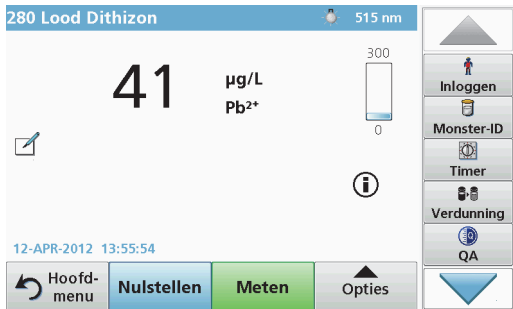 280 Lood Dithizon 515 nm
300
41 µg/L
Pb²⁺
0
12-APR-2012 13:55:54
Hoofd-
menu
Nulstellen
Meten
Opties
Inloggen
Monster-ID
Timer
Verdunning
QA